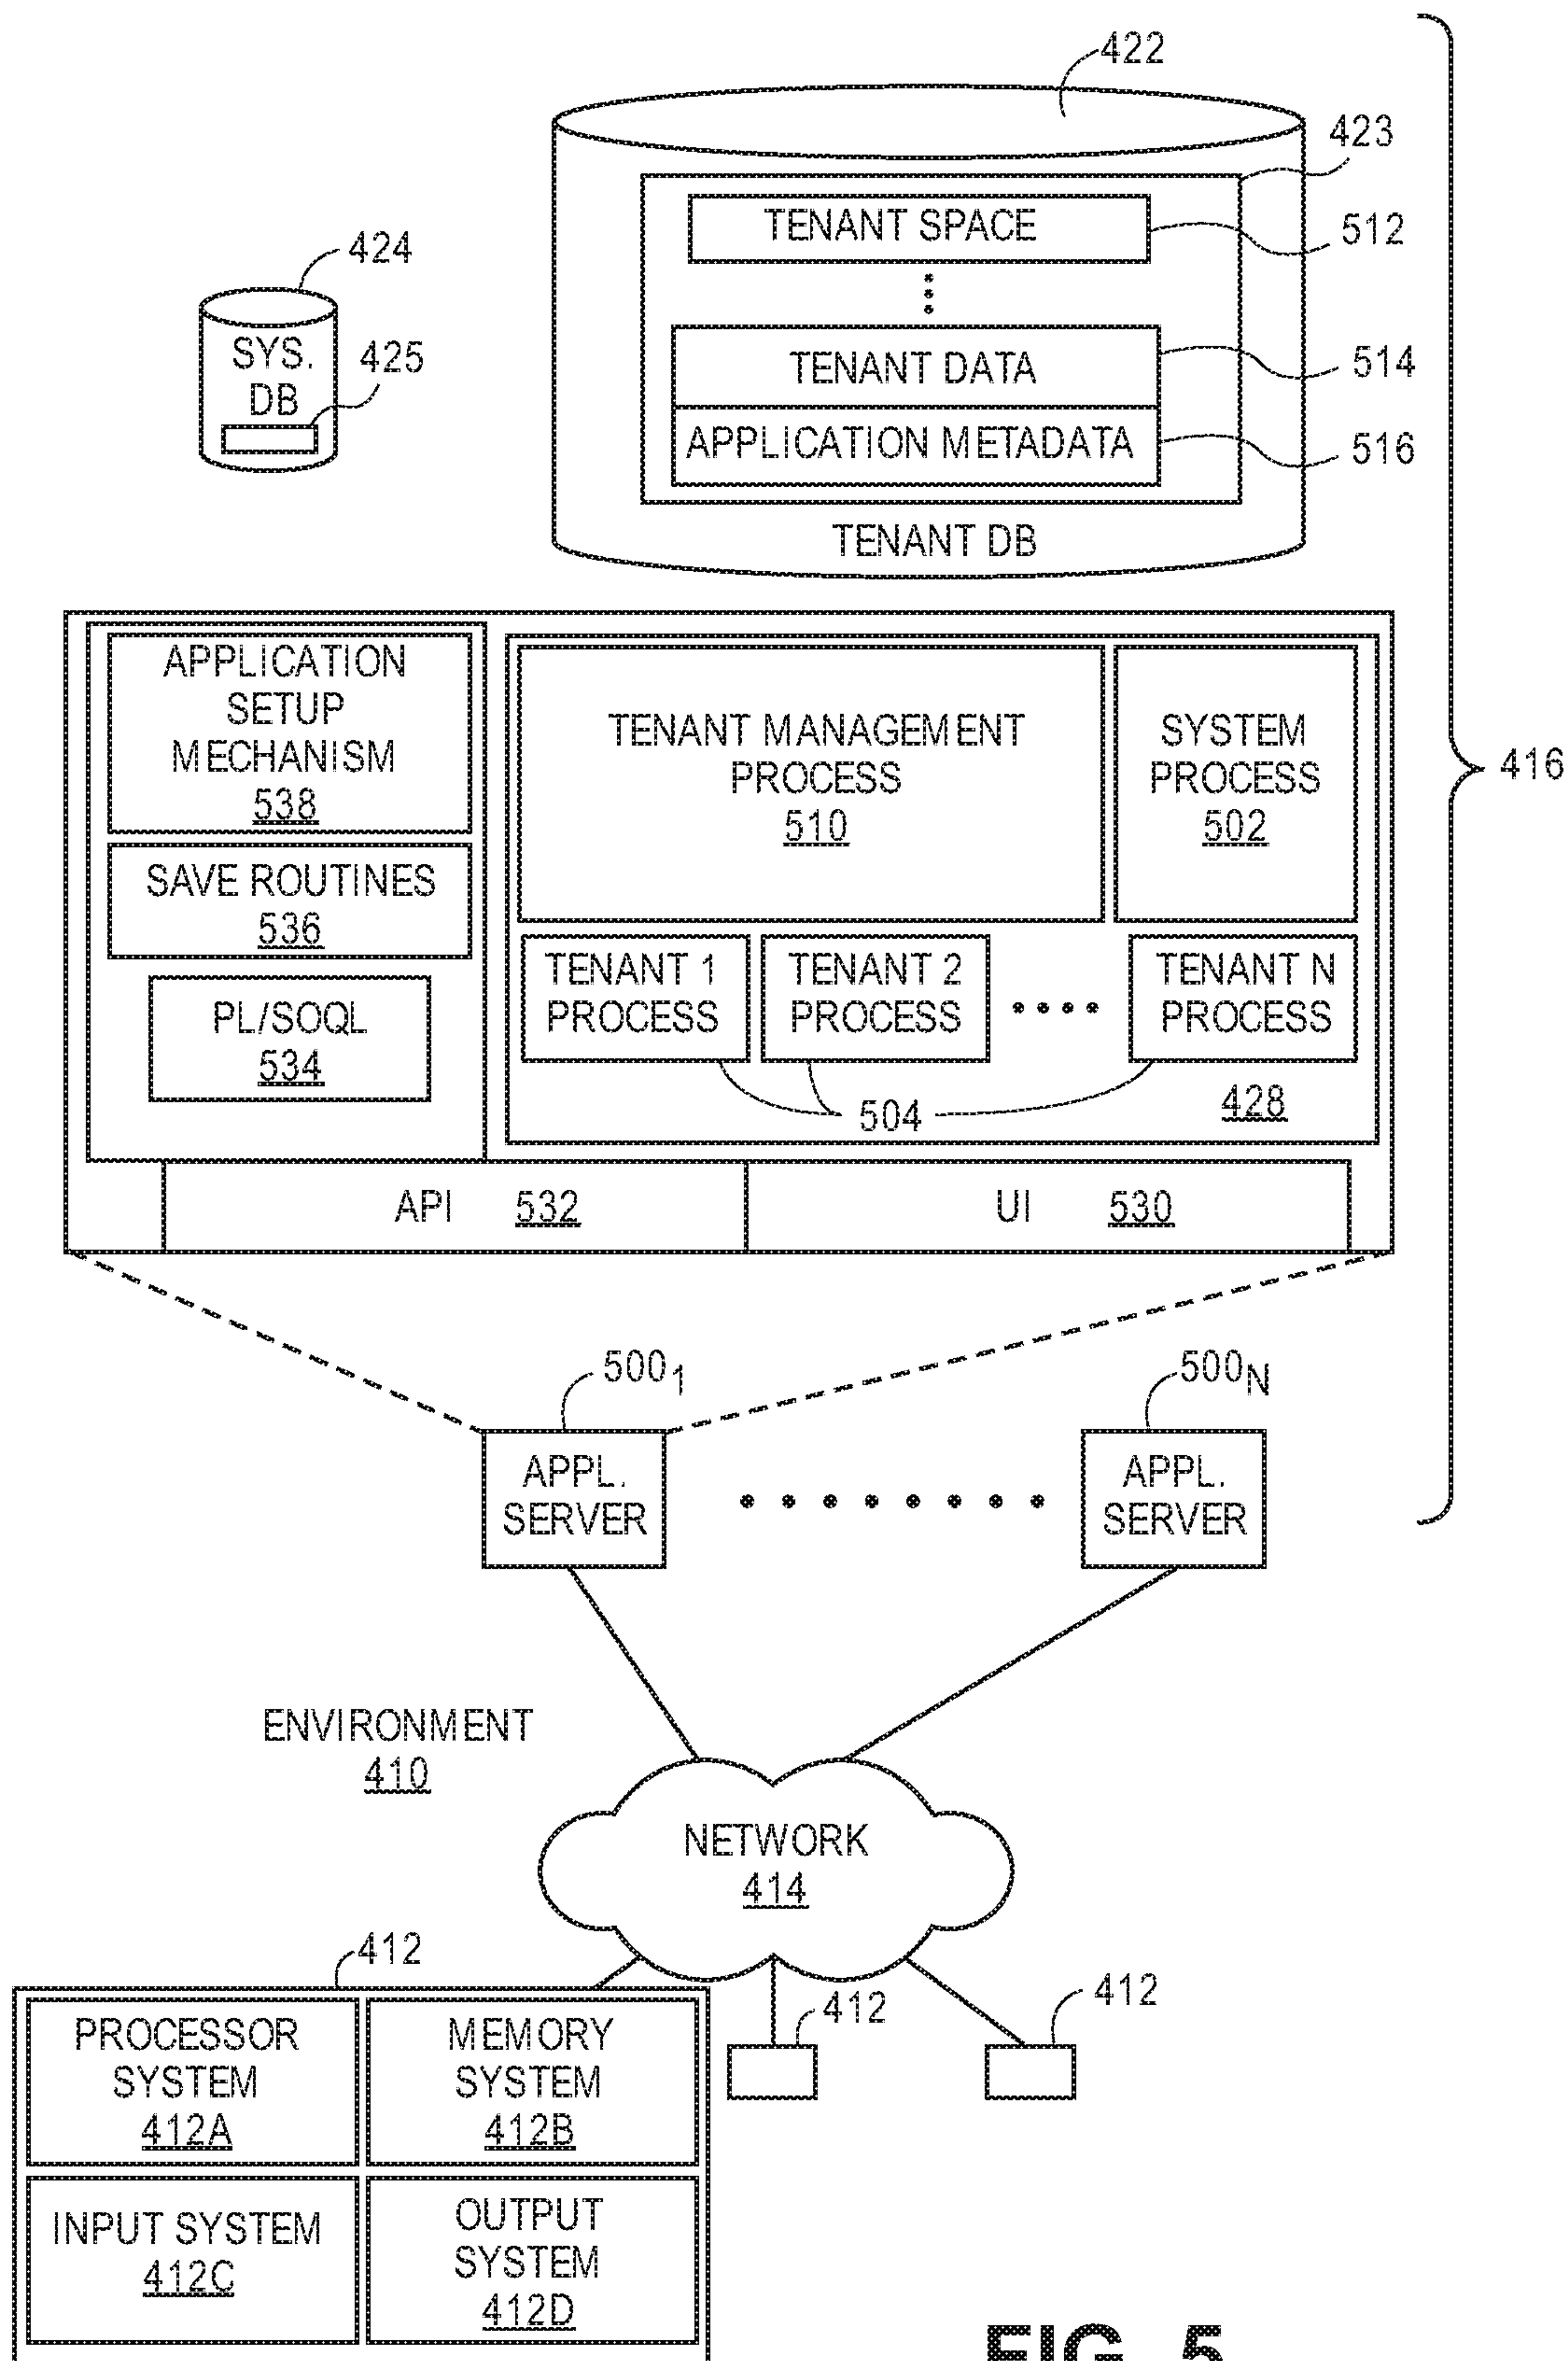 422
423
TENANT SPACE
512
424
SYS.
DB
425
TENANT DATA
514
APPLICATION METADATA
516
TENANT DB
APPLICATION
SETUP
MECHANISM
538
TENANT MANAGEMENT
PROCESS
510
SYSTEM
PROCESS
502
416
SAVE ROUTINES
536
TENANT 1
PROCESS
TENANT 2
PROCESS
TENANT N
PROCESS
PL/SOQL
534
504
428
API 532
UI 530
500₁
500N
APPL.
SERVER
APPL.
SERVER
ENVIRONMENT
410
NETWORK
414
412
412
412
PROCESSOR
SYSTEM
412A
MEMORY
SYSTEM
412B
INPUT SYSTEM
412C
OUTPUT
SYSTEM
412D
FIG. 5